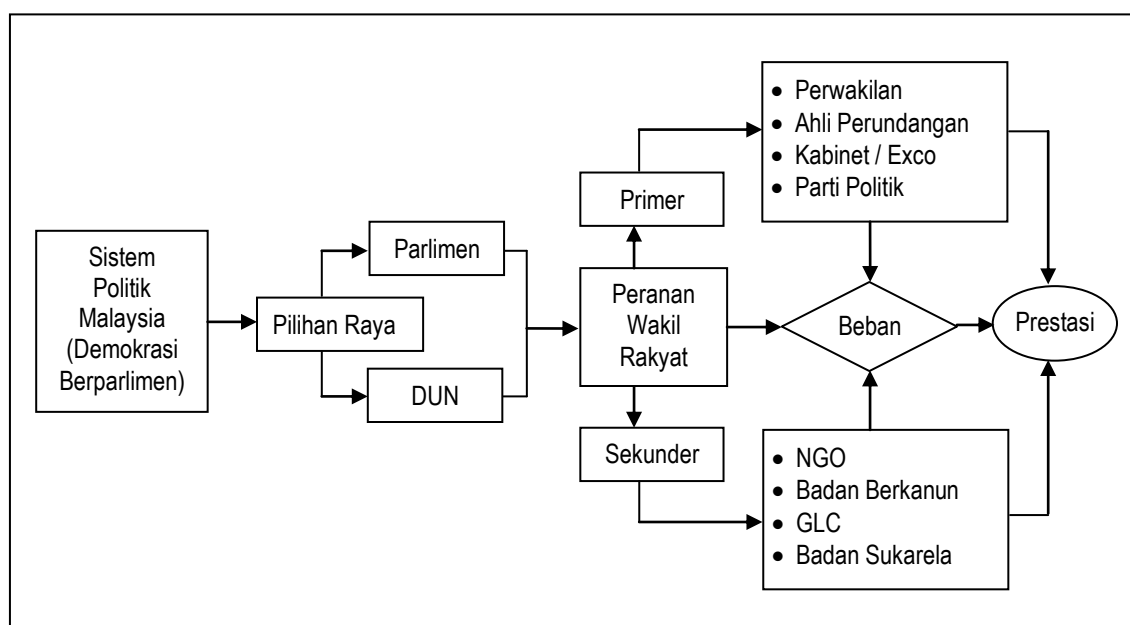 Sistem
Politik
Malaysia
(Demokrasi
Berparlimen)
Pilihan Raya
Parlimen
DUN
Peranan
Wakil
Rakyat
Primer
• Perwakilan
• Ahli Perundangan
• Kabinet / Exco
• Parti Politik
Sekunder
• NGO
• Badan Berkanun
• GLC
• Badan Sukarela
Beban
Prestasi